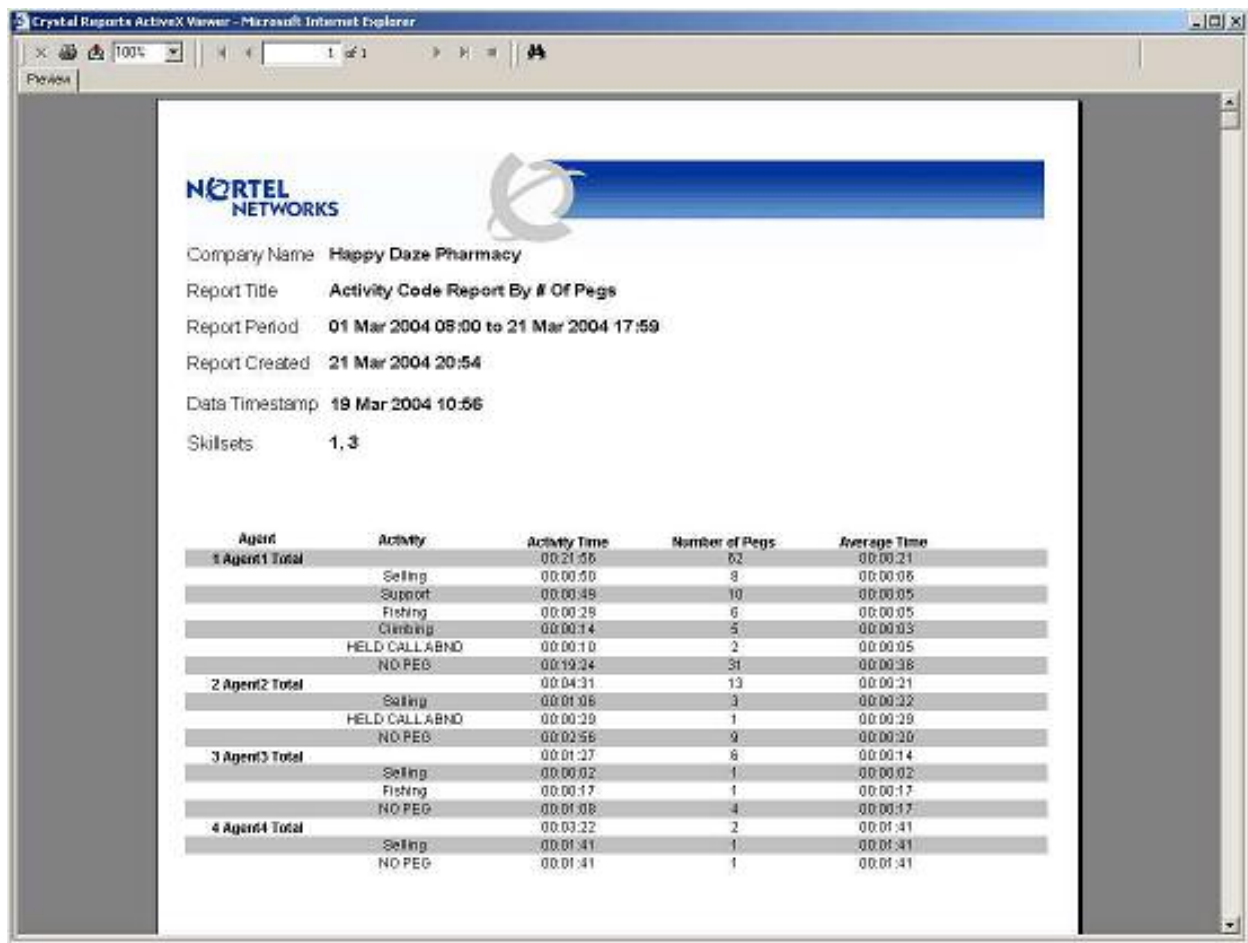 Crystal Reports ActiveX Viewer - Microsoft Internet Explorer
100% 1 of 1
Preview
NORTEL
NETWORKS
Company Name Happy Daze Pharmacy
Report Title Activity Code Report By # Of Pegs
Report Period 01 Mar 2004 08:00 to 21 Mar 2004 17:59
Report Created 21 Mar 2004 20:54
Data Timestamp 19 Mar 2004 10:56
Skillsets 1, 3
Agent Activity Activity Time Number of Pegs Average Time
1 Agent1 Total 00:21:56 62 00:00:21
Selling 00:00:50 8 00:00:06
Support 00:00:49 10 00:00:05
Fishing 00:00:29 6 00:00:05
Climbing 00:00:14 5 00:00:03
HELD CALL ABND 00:00:10 2 00:00:05
NO PEG 00:19:24 31 00:00:38
2 Agent2 Total 00:04:31 13 00:00:21
Selling 00:01:06 3 00:00:22
HELD CALL ABND 00:00:29 1 00:00:29
NO PEG 00:02:56 9 00:00:20
3 Agent3 Total 00:01:27 6 00:00:14
Selling 00:00:02 1 00:00:02
Fishing 00:00:17 1 00:00:17
NO PEG 00:01:08 4 00:00:17
4 Agent4 Total 00:03:22 2 00:01:41
Selling 00:01:41 1 00:01:41
NO PEG 00:01:41 1 00:01:41